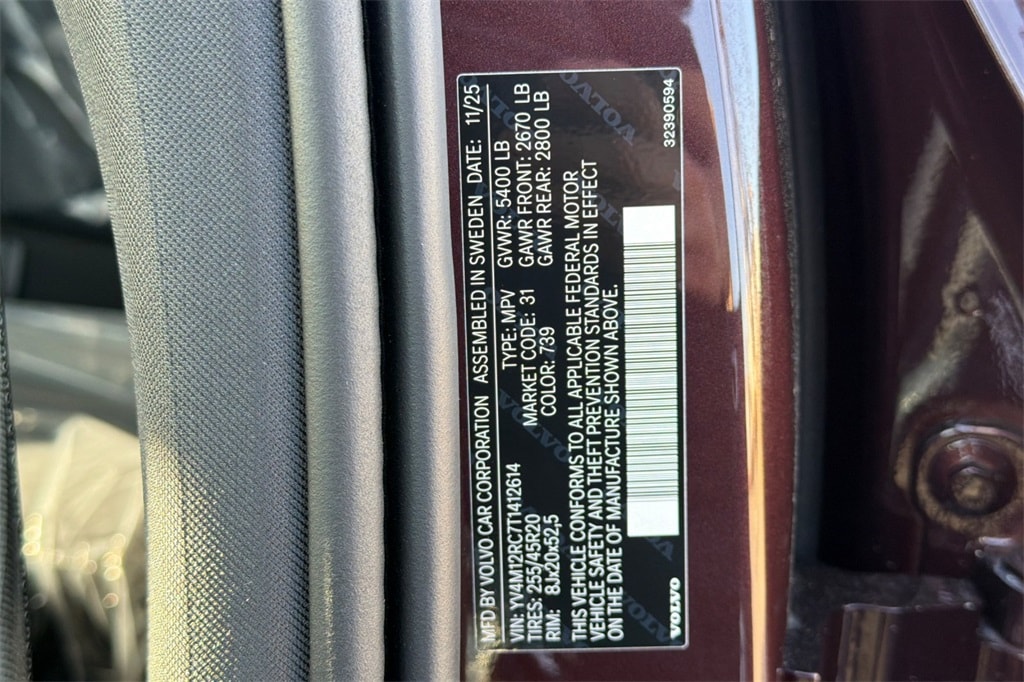 MFD BY VOLVO CAR CORPORATION ASSEMBLED IN SWEDEN DATE: 11/25
VIN: YV4M12RC7T1412614 TYPE: MPV GVWR: 5400 LB
TIRES: 255/45R20 MARKET CODE: 31 GAWR FRONT: 2670 LB
RIM: 8Jx20x52,5 COLOR: 739 GAWR REAR: 2800 LB
THIS VEHICLE CONFORMS TO ALL APPLICABLE FEDERAL MOTOR
VEHICLE SAFETY AND THEFT PREVENTION STANDARDS IN EFFECT
ON THE DATE OF MANUFACTURE SHOWN ABOVE.
VOLVO 32390594